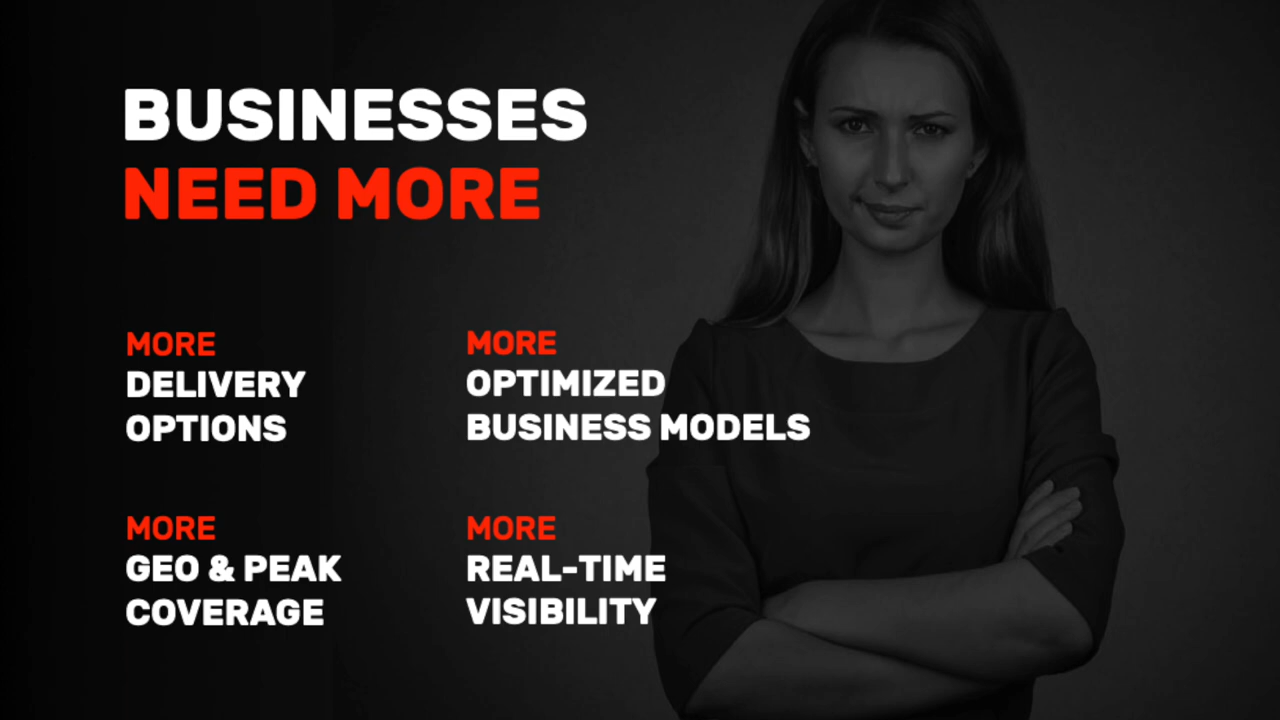 BUSINESSES
NEED MORE
MORE
DELIVERY
OPTIONS
MORE
OPTIMIZED
BUSINESS MODELS
MORE
GEO & PEAK
COVERAGE
MORE
REAL-TIME
VISIBILITY